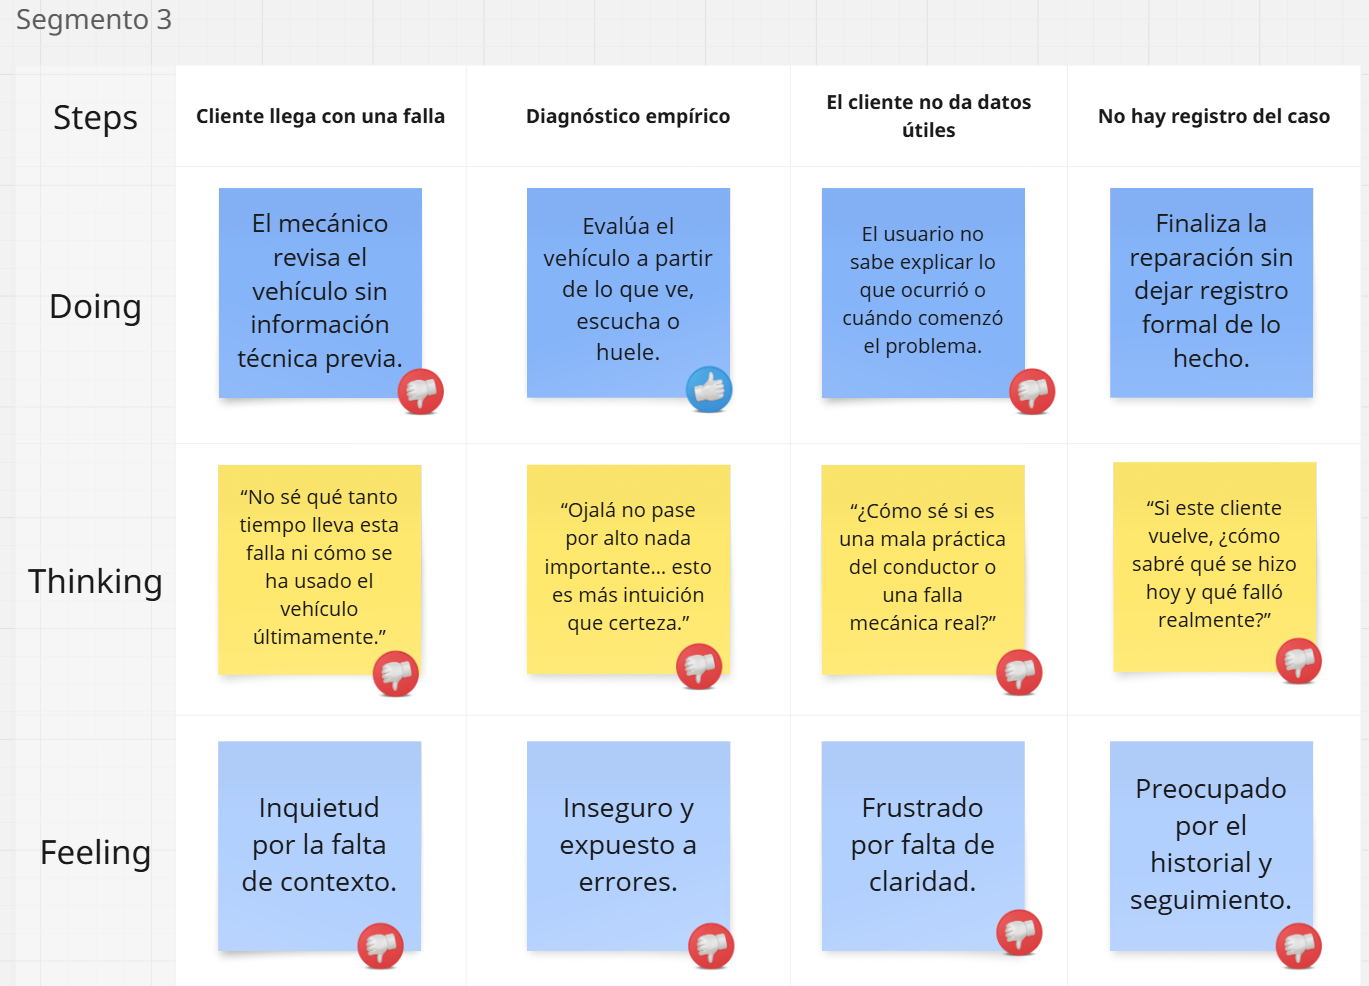 Segmento 3
Steps
Cliente llega con una falla
Diagnóstico empírico
El cliente no da datos
útiles
No hay registro del caso
Doing
El mecánico
revisa el
vehículo sin
información
técnica previa.
Evalúa el
vehículo a partir
de lo que ve,
escucha o
huele.
El usuario no
sabe explicar lo
que ocurrió o
cuándo comenzó
el problema.
Finaliza la
reparación sin
dejar registro
formal de lo
hecho.
Thinking
“No sé qué tanto
tiempo lleva esta
falla ni cómo se
ha usado el
vehículo
últimamente.”
“Ojalá no pase
por alto nada
importante... esto
es más intuición
que certeza.”
“¿Cómo sé si es
una mala práctica
del conductor o
una falla
mecánica real?”
“Si este cliente
vuelve, ¿cómo
sabré qué se hizo
hoy y qué falló
realmente?”
Feeling
Inquietud
por la falta
de contexto.
Inseguro y
expuesto a
errores.
Frustrado
por falta de
claridad.
Preocupado
por el
historial y
seguimiento.